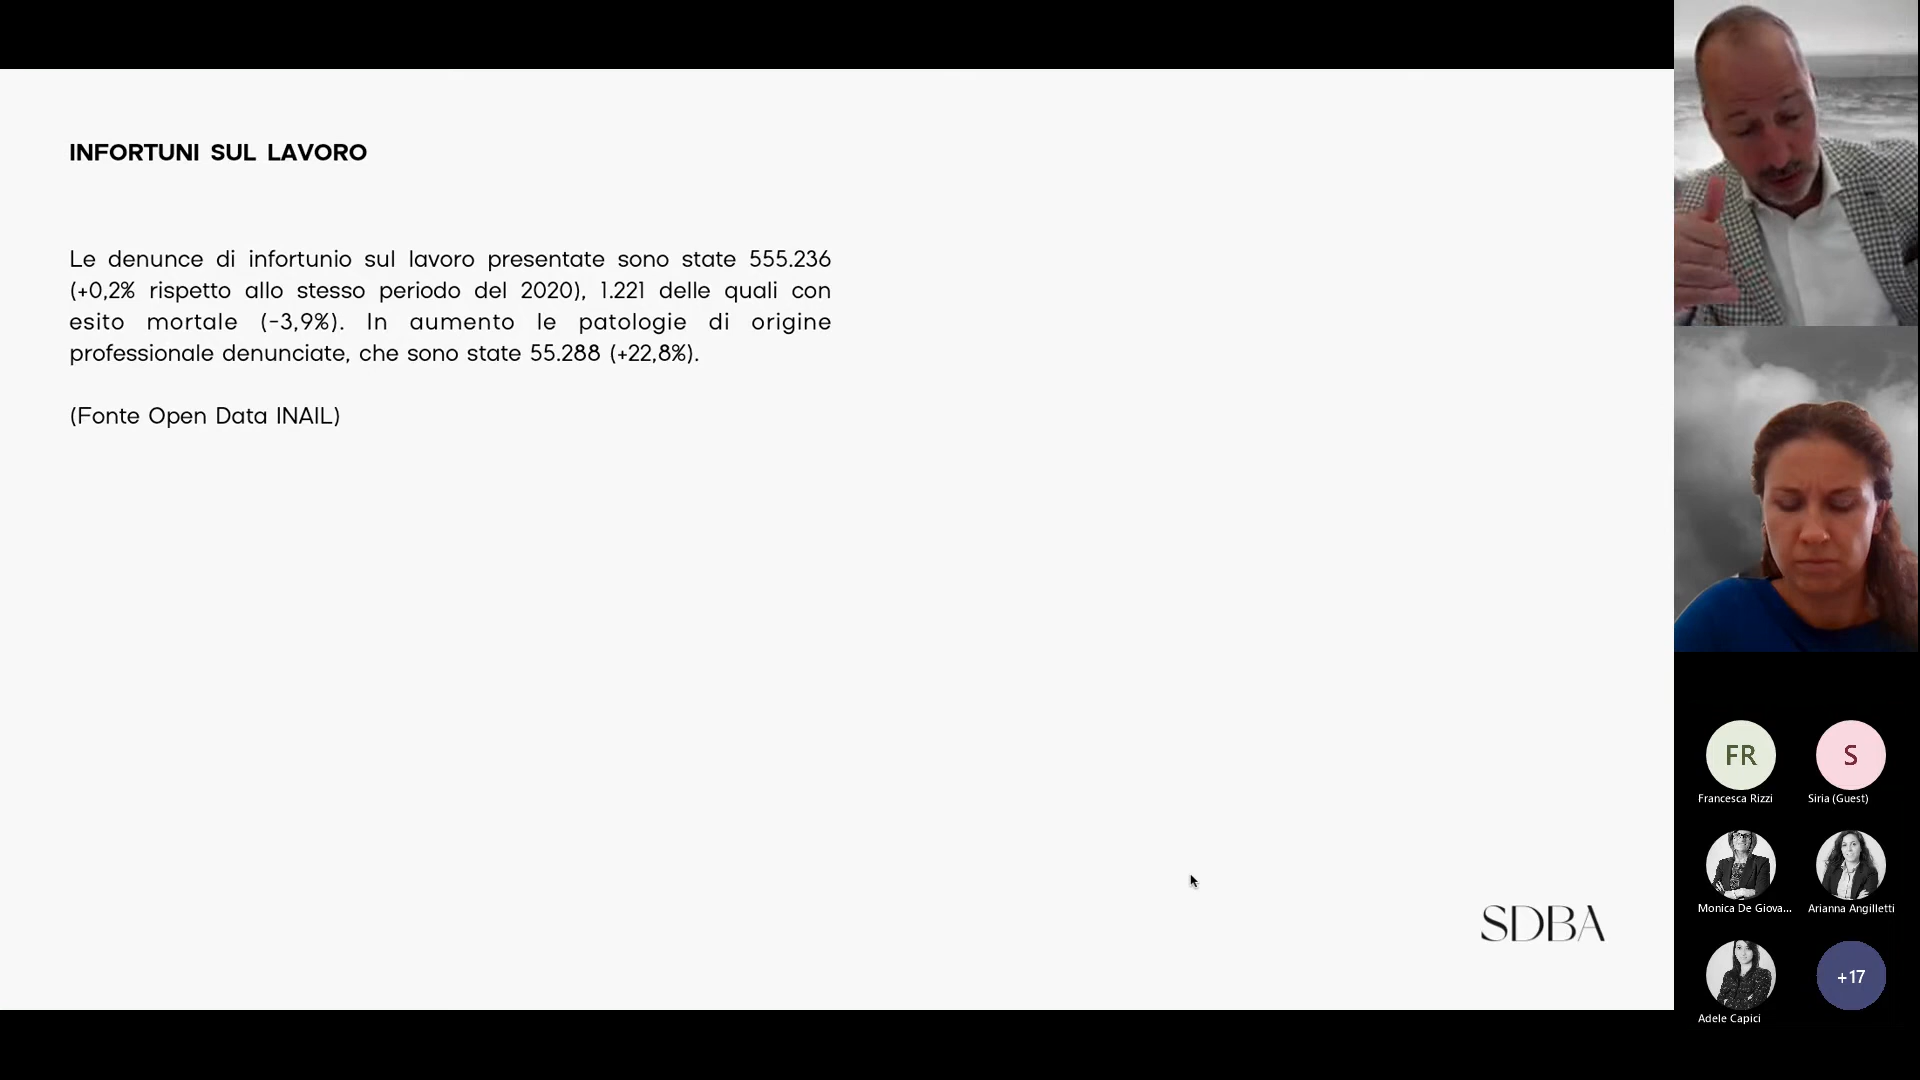 INFORTUNI SUL LAVORO
Le denunce di infortunio sul lavoro presentate sono state 555.236
(+0,2% rispetto allo stesso periodo del 2020), 1.221 delle quali con
esito mortale (-3,9%). In aumento le patologie di origine
professionale denunciate, che sono state 55.288 (+22,8%).
(Fonte Open Data INAIL)
SDBA
FR
S
Francesca Rizzi
Siria (Guest)
Monica De Giova...
Arianna Angilletti
+17
Adele Capici